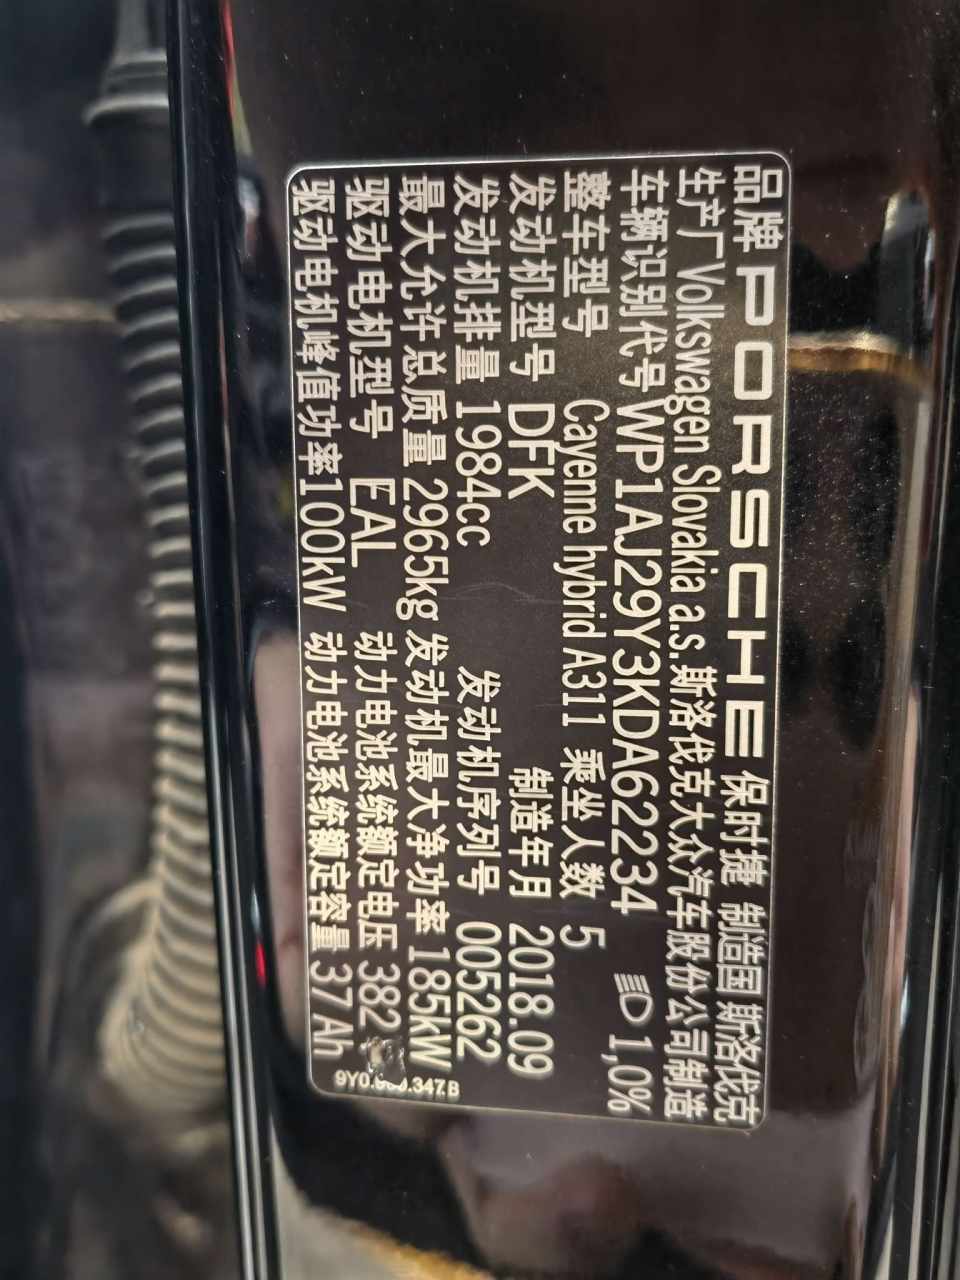 品牌 PORSCHE 保时捷 制造国 斯洛伐克
生产厂 Volkswagen Slovakia a.s. 斯洛伐克大众汽车股份公司制造
车辆识别代号 WP1AJ29Y3KDA62234 1,0%
整车型号 Cayenne hybrid A311 乘坐人数 5
发动机型号 DFK 制造年月 2018.09
发动机排量 1984cc 发动机序列号 005262
最大允许总质量 2965kg 发动机最大净功率 185kW
驱动电机型号 EAL 动力电池系统额定电压 382
驱动电机峰值功率 100kW 动力电池系统额定容量 37Ah